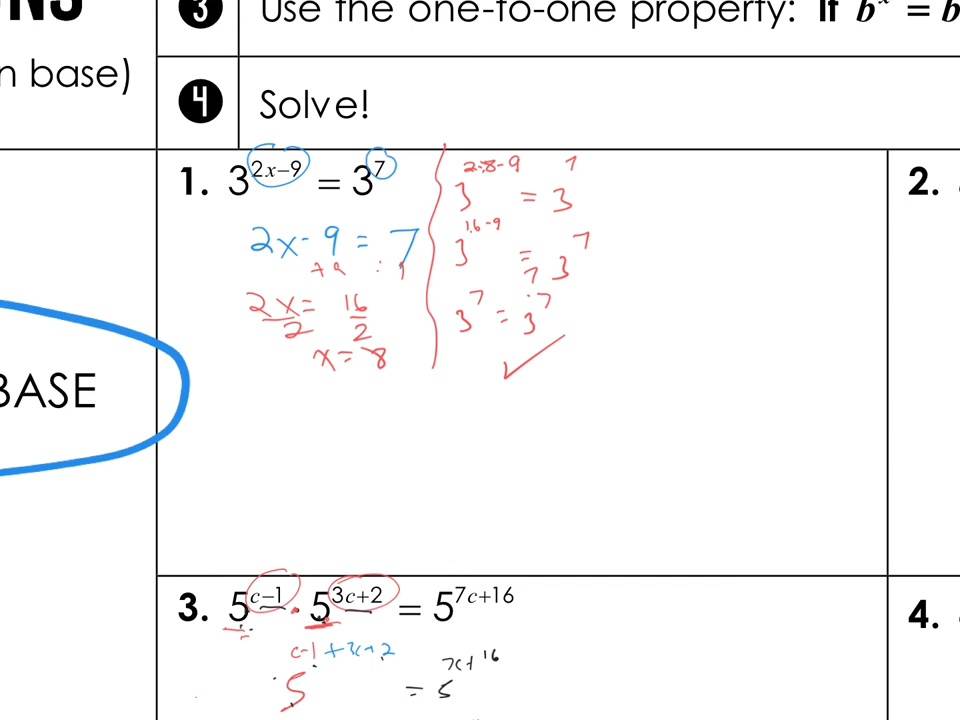 3 Use the one-to-one property: If bˣ = b
n base)
4 Solve!
1. 3^(2x–9) = 3^7
2x - 9 = 7
+9
2x = 16
2 2
x = 8
3^(2·8-9) = 3^7
3^(16-9) = 3^7
3^7 = 3^7
2.
BASE
3. 5^(c–1) · 5^(3c+2) = 5^(7c+16)
5^(c-1+3c+2) = 5^(7c+16)
4.